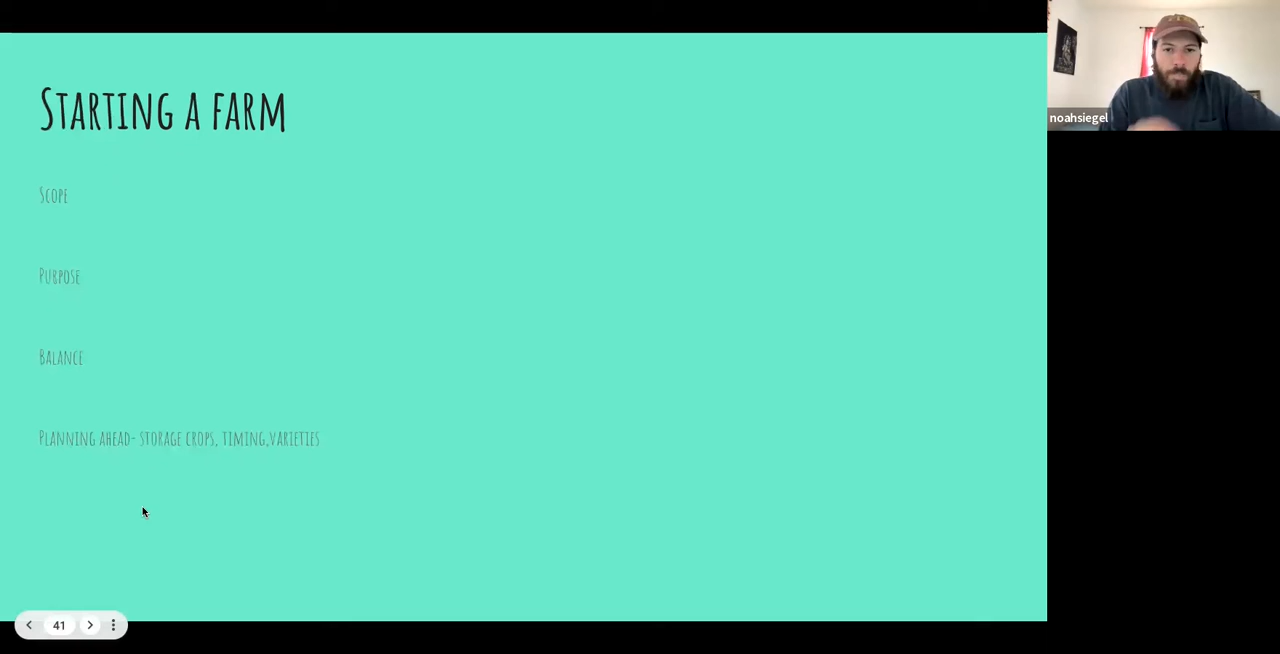 Starting a farm
Scope
Purpose
Balance
Planning ahead- storage crops, timing,varieties
41
noahsiegel